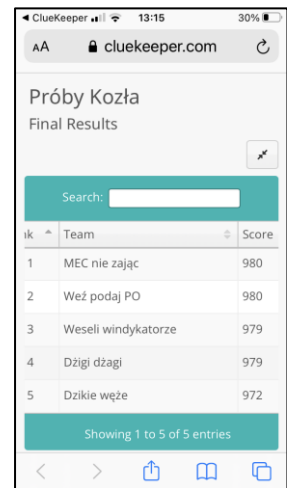 ◄ ClueKeeper 13:15 30%
AA cluekeeper.com
Próby Kozła
Final Results
Search:
ık Team Score
1 MEC nie zając 980
2 Weź podaj PO 980
3 Weseli windykatorze 979
4 Dżigi dżagi 979
5 Dzikie węże 972
Showing 1 to 5 of 5 entries